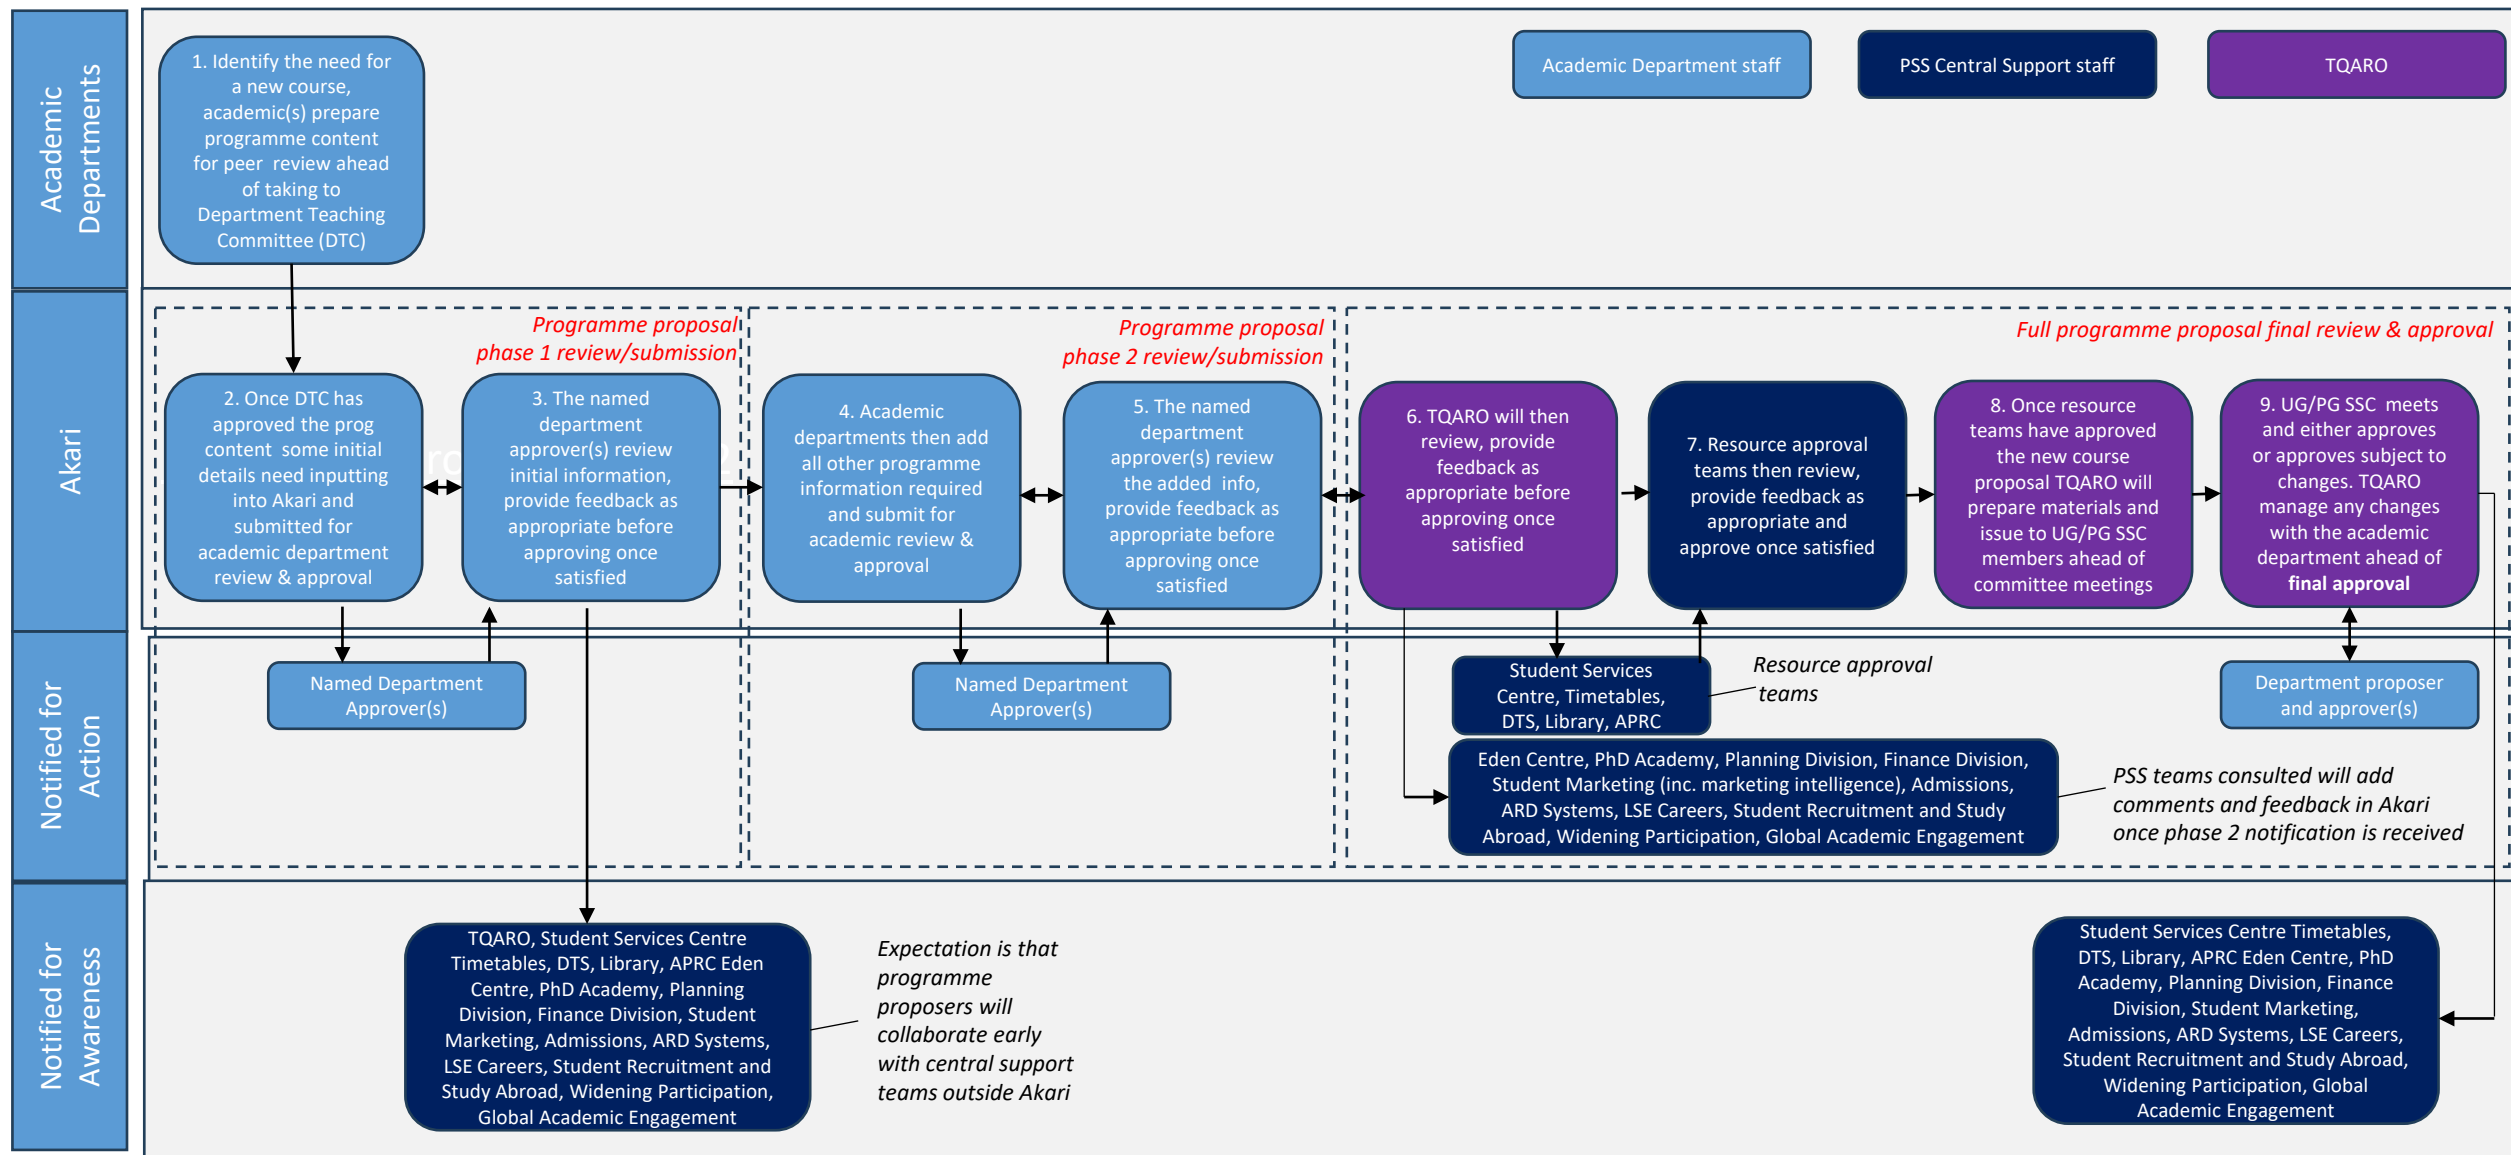 Academic
Departments
1. Identify the need for
a new course,
academic(s) prepare
programme content
for peer review ahead
of taking to
Department Teaching
Committee (DTC)
Academic Department staff
PSS Central Support staff
TQARO
Akari
Programme proposal
phase 1 review/submission
Programme proposal
phase 2 review/submission
Full programme proposal final review & approval
2. Once DTC has
approved the prog
content some initial
details need inputting
into Akari and
submitted for
academic department
review & approval
3. The named
department
approver(s) review
initial information,
provide feedback as
appropriate before
approving once
satisfied
4. Academic
departments then add
all other programme
information required
and submit for
academic review &
approval
5. The named
department
approver(s) review
the added info,
provide feedback as
appropriate before
approving once
satisfied
6. TQARO will then
review, provide
feedback as
appropriate before
approving once
satisfied
7. Resource approval
teams then review,
provide feedback as
appropriate and
approve once satisfied
8. Once resource
teams have approved
the new course
proposal TQARO will
prepare materials and
issue to UG/PG SSC
members ahead of
committee meetings
9. UG/PG SSC meets
and either approves
or approves subject to
changes. TQARO
manage any changes
with the academic
department ahead of
final approval
Notified for
Action
Named Department
Approver(s)
Named Department
Approver(s)
Student Services
Centre, Timetables,
DTS, Library, APRC
Resource approval
teams
Department proposer
and approver(s)
Eden Centre, PhD Academy, Planning Division, Finance Division,
Student Marketing (inc. marketing intelligence), Admissions,
ARD Systems, LSE Careers, Student Recruitment and Study
Abroad, Widening Participation, Global Academic Engagement
PSS teams consulted will add
comments and feedback in Akari
once phase 2 notification is received
Notified for
Awareness
TQARO, Student Services Centre
Timetables, DTS, Library, APRC Eden
Centre, PhD Academy, Planning
Division, Finance Division, Student
Marketing, Admissions, ARD Systems,
LSE Careers, Student Recruitment and
Study Abroad, Widening Participation,
Global Academic Engagement
Expectation is that
programme
proposers will
collaborate early
with central support
teams outside Akari
Student Services Centre Timetables,
DTS, Library, APRC Eden Centre, PhD
Academy, Planning Division, Finance
Division, Student Marketing,
Admissions, ARD Systems, LSE Careers,
Student Recruitment and Study Abroad,
Widening Participation, Global
Academic Engagement